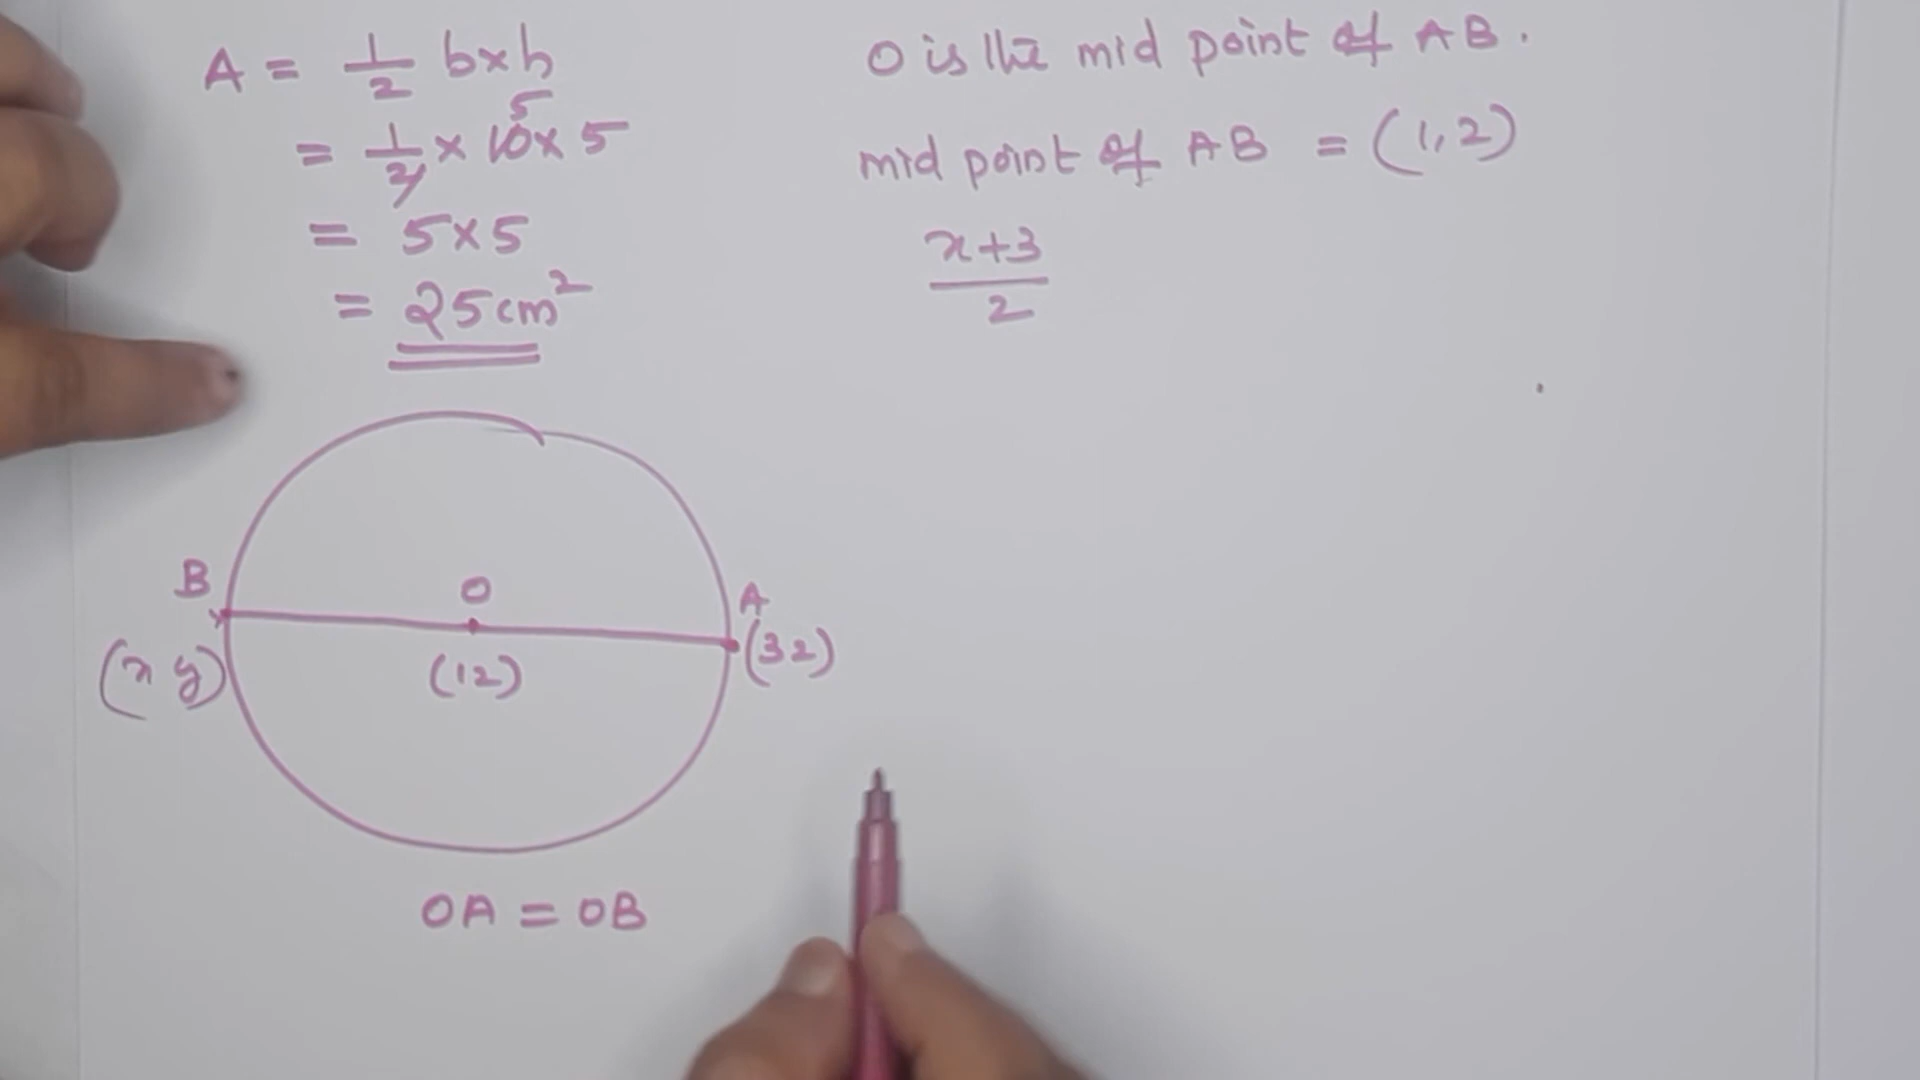 A = 1/2 b×h
= 1/2 × 10 × 5
5
= 5×5
= 25cm²
O is the mid point of AB.
mid point of AB = (1,2)
x+3
2
B
O
A
(x y)
(1 2)
(3 2)
OA = OB